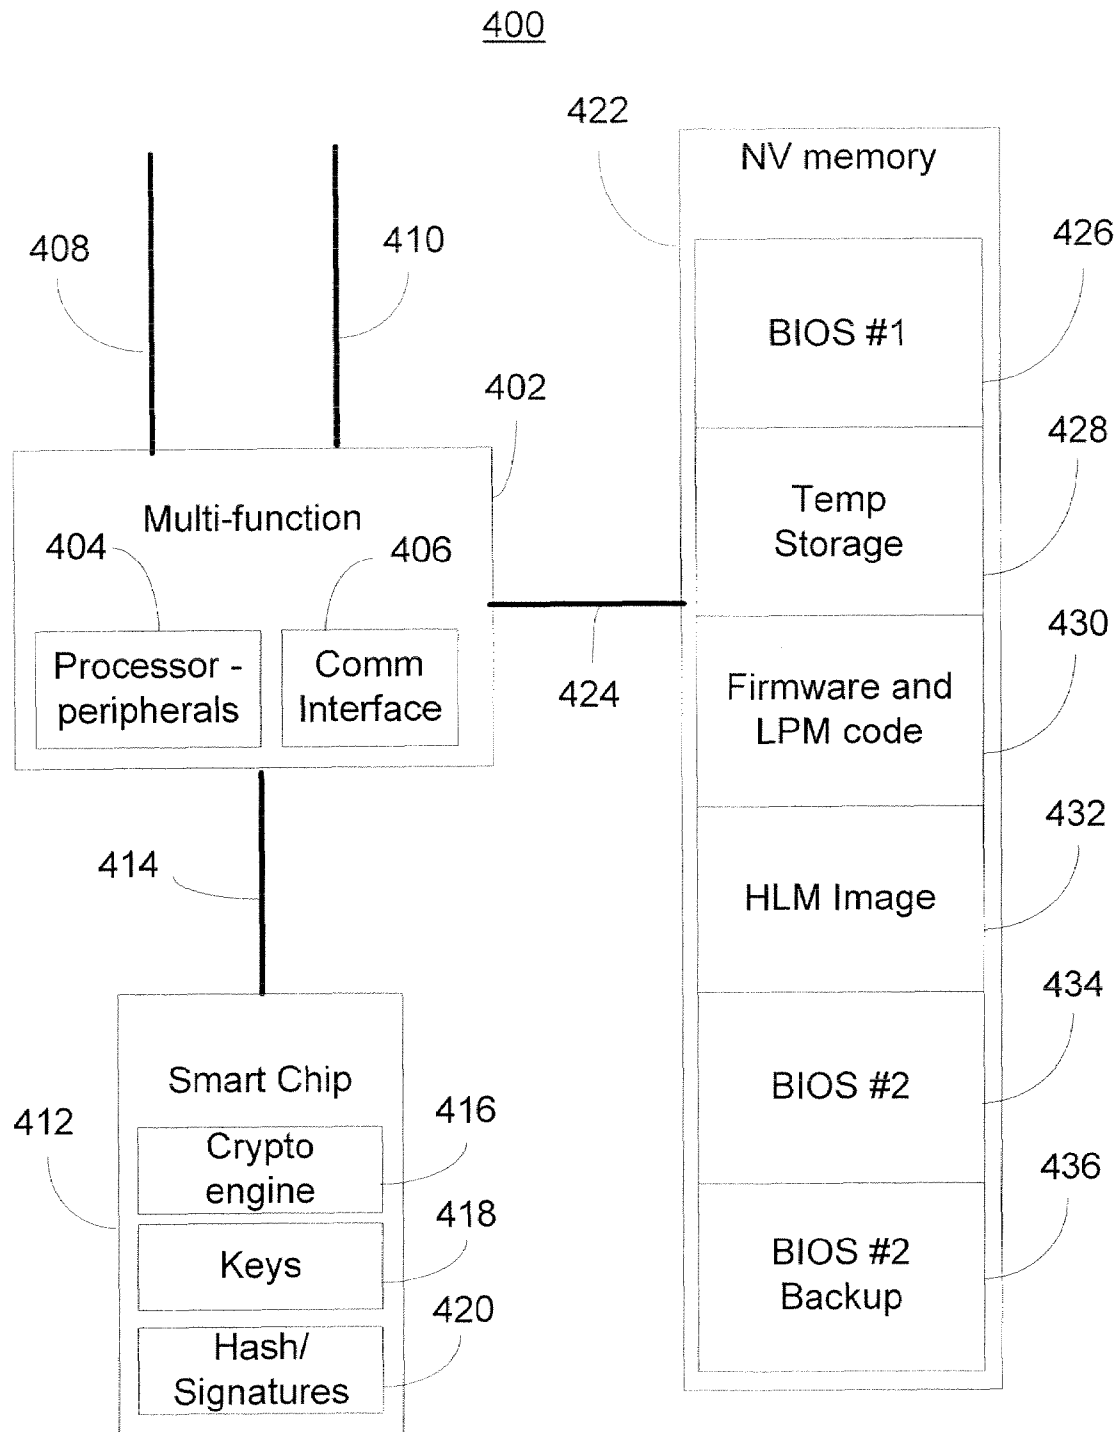 400
422
NV memory
408
410
426
BIOS #1
402
428
Multi-function
Temp
Storage
404
406
430
Processor -
peripherals
Comm
Interface
424
Firmware and
LPM code
432
414
HLM Image
434
Smart Chip
BIOS #2
412
416
Crypto
engine
436
418
Keys
BIOS #2
Backup
420
Hash/
Signatures